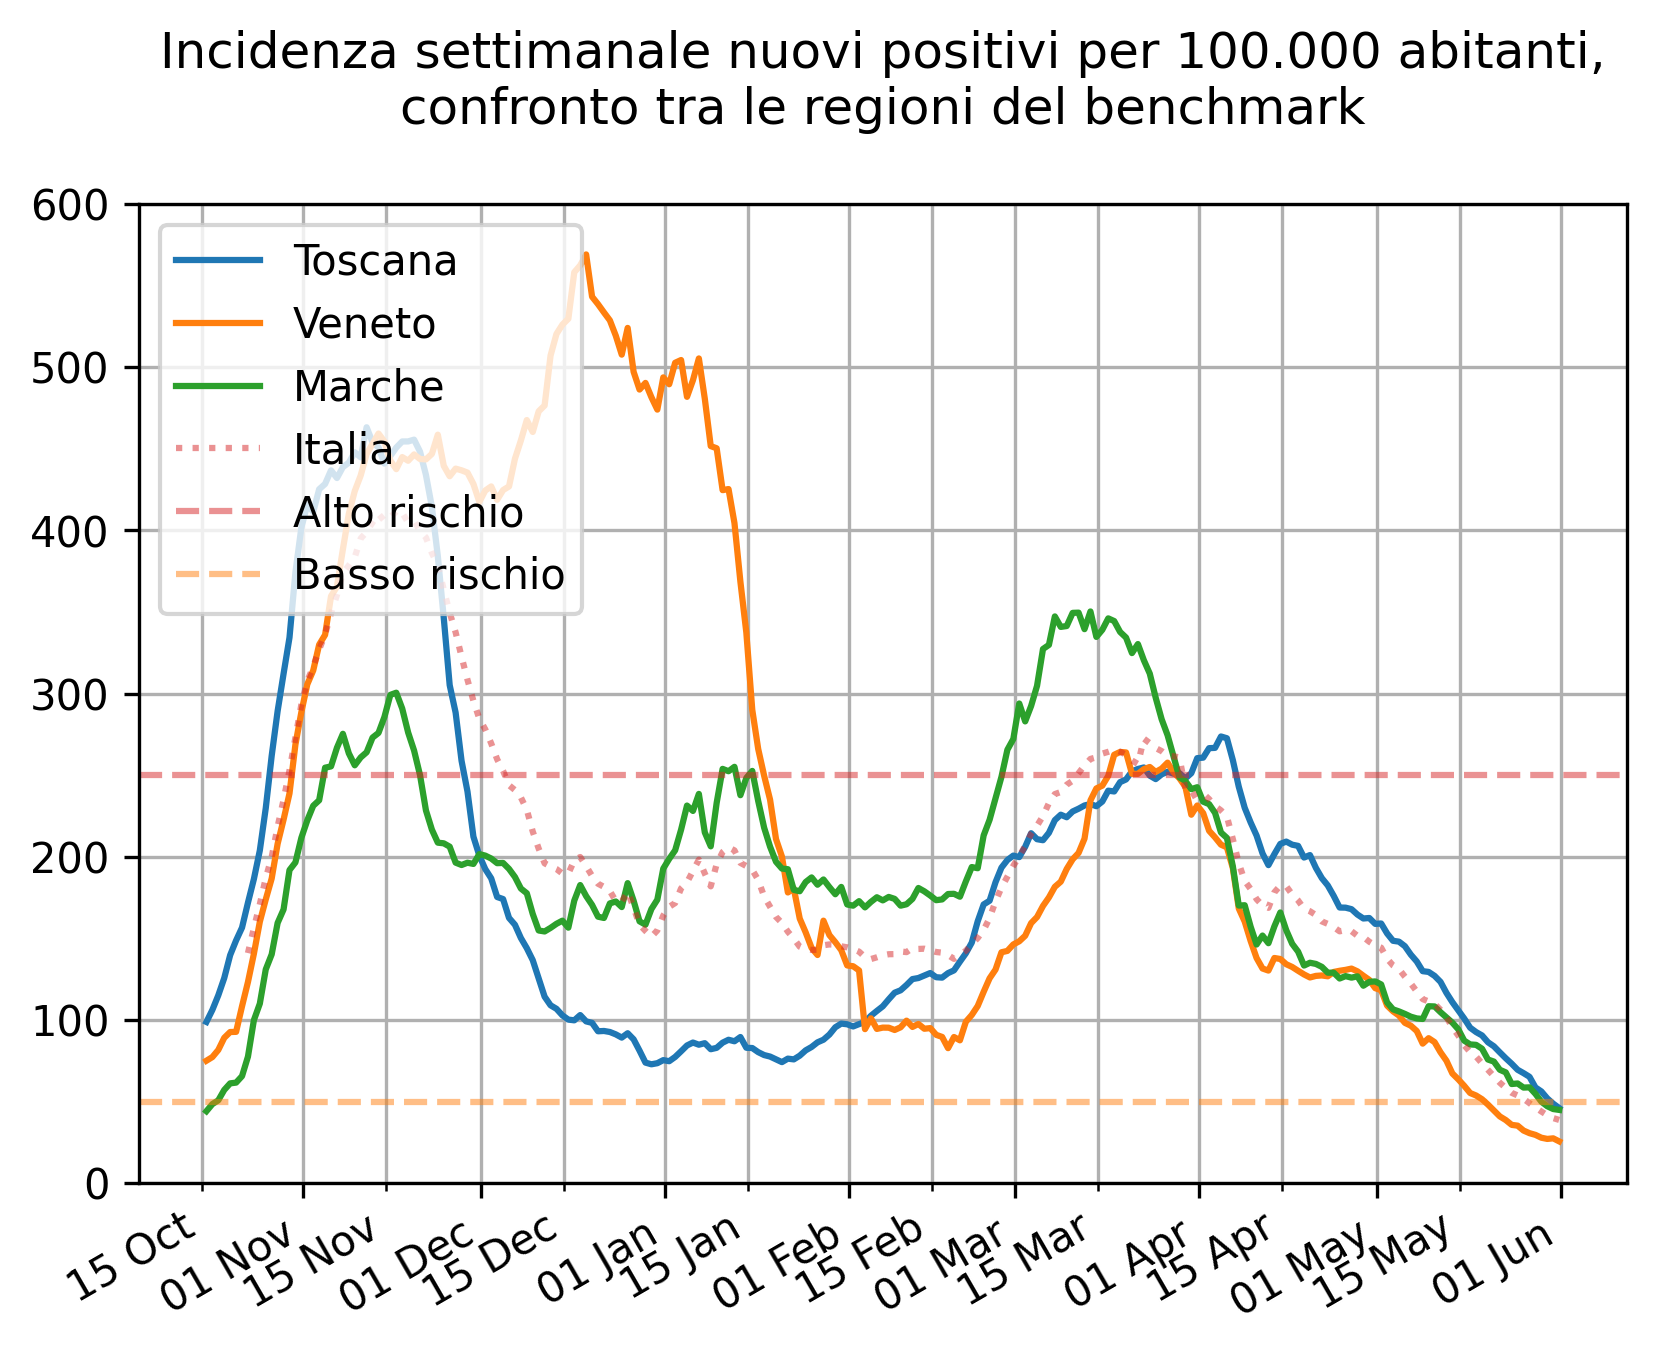 Incidenza settimanale nuovi positivi per 100.000 abitanti,
confronto tra le regioni del benchmark
600
500
400
300
200
100
0
Toscana
Veneto
Marche
Italia
Alto rischio
Basso rischio
15 Oct
01 Nov
15 Nov
01 Dec
15 Dec
01 Jan
15 Jan
01 Feb
15 Feb
01 Mar
15 Mar
01 Apr
15 Apr
01 May
15 May
01 Jun